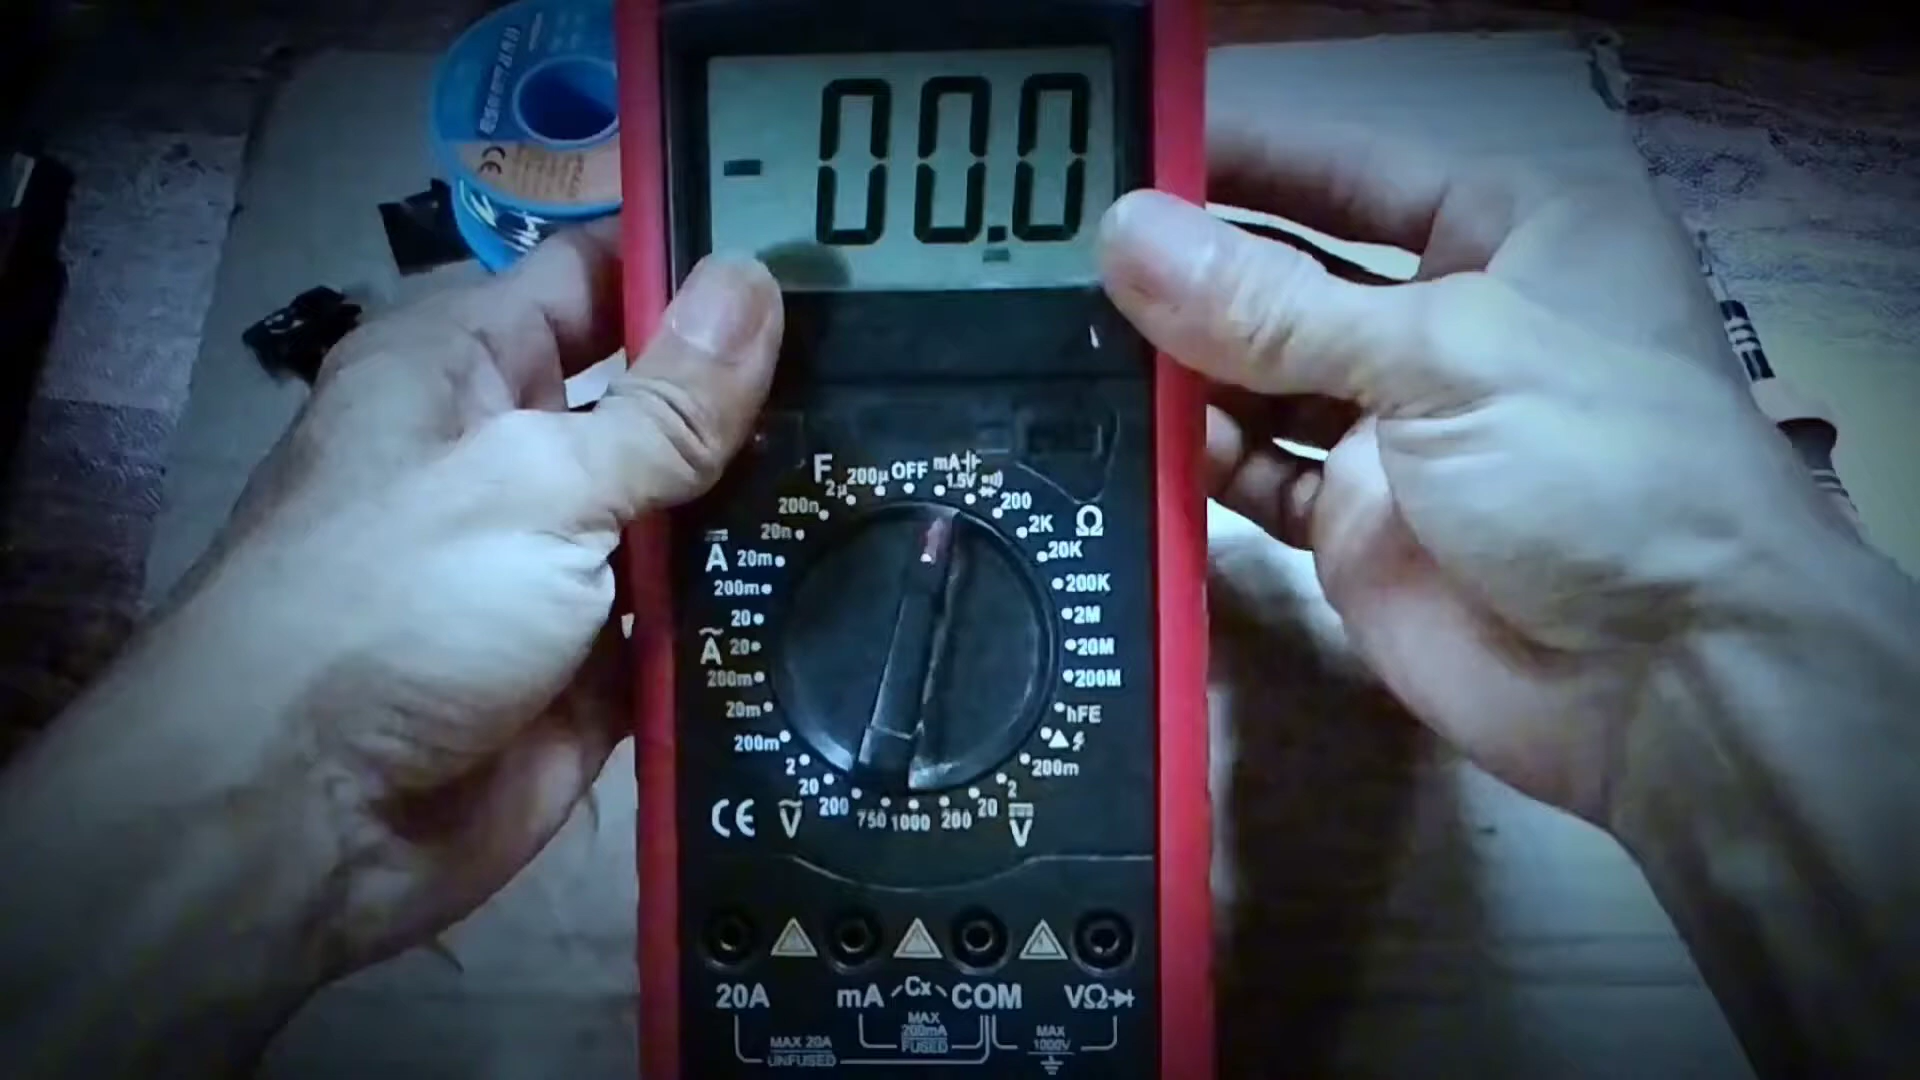 -00.0
CE
F
2μ
200μ
OFF
mA
1.5V
200
2K
Ω
20K
200K
2M
20M
200M
hFE
200m
2
V
20
200
1000
750
200
V
20
2
200m
20m
200m
A
20
20
200m
A
20m
20n
200n
CE
20A
mA
Cx
COM
VΩ
MAX 20A
UNFUSED
MAX
200mA
FUSED
MAX
1000V